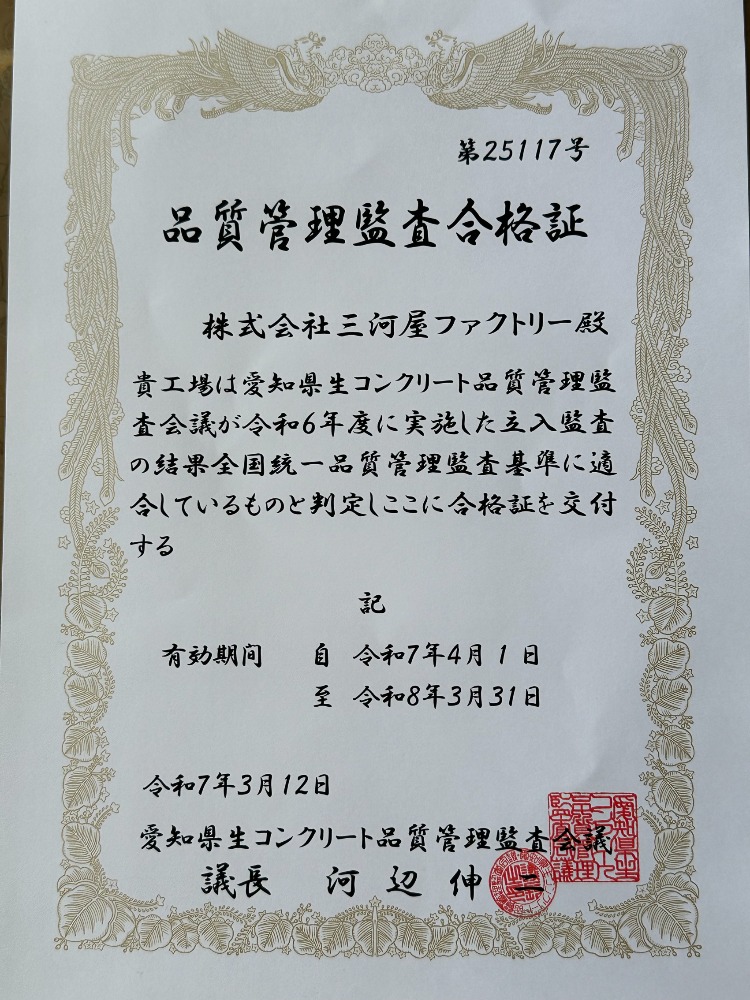 第25117号
品質管理監査合格証
株式会社三河屋ファクトリー殿
貴工場は愛知県生コンクリート品質管理監
査会議が令和6年度に実施した立入監査
の結果全国統一品質管理監査基準に適
合しているものと判定しここに合格証を交付
する
記
有効期间 自 令和7年4月1日
至 令和8年3月31日
令和7年3月12日
愛知県生コンクリート品質管理監査会議
議長 河辺伸二